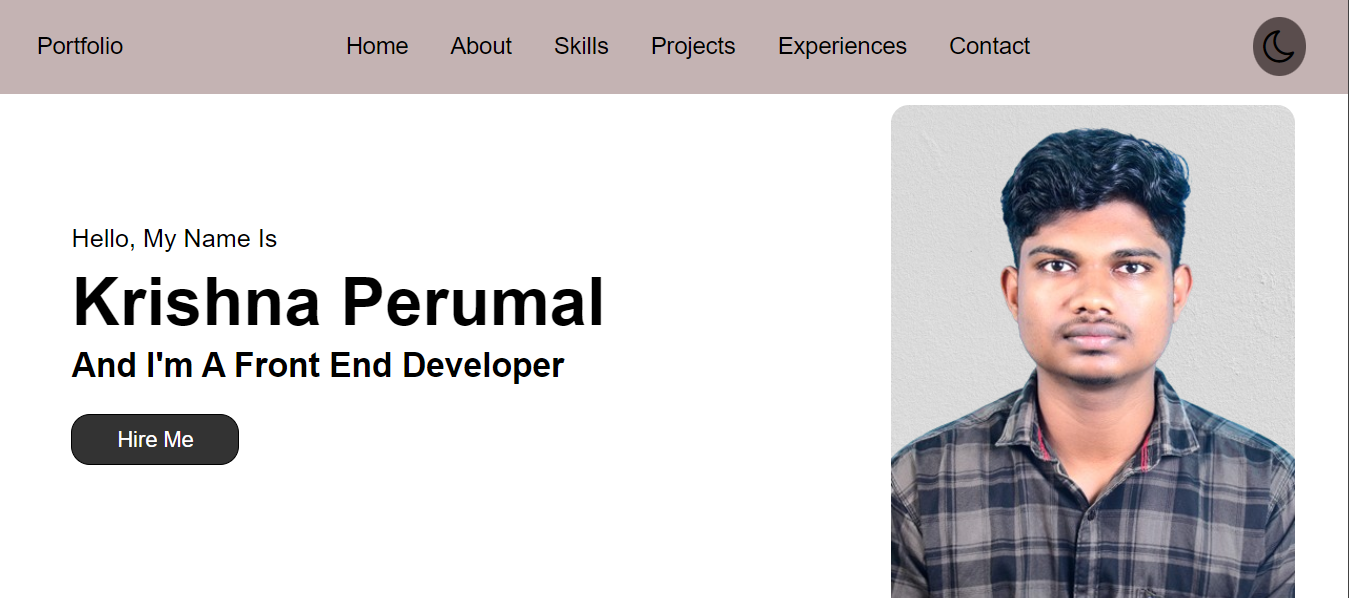 Portfolio Home About Skills Projects Experiences Contact
Hello, My Name Is
Krishna Perumal
And I'm A Front End Developer
Hire Me